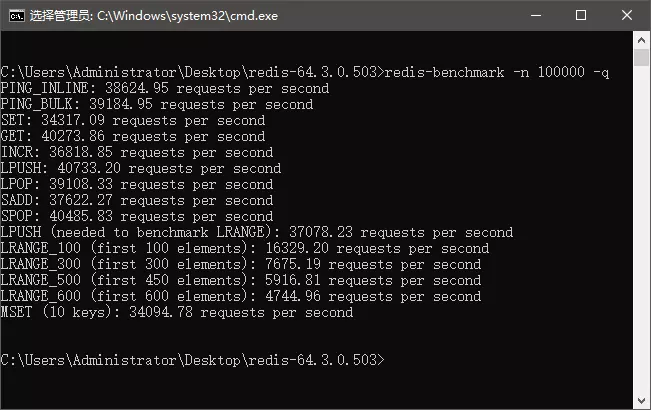 选择管理员: C:\Windows\system32\cmd.exe
C:\Users\Administrator\Desktop\redis-64.3.0.503>redis-benchmark -n 100000 -q
PING_INLINE: 38624.95 requests per second
PING_BULK: 39184.95 requests per second
SET: 34317.09 requests per second
GET: 40273.86 requests per second
INCR: 36818.85 requests per second
LPUSH: 40733.20 requests per second
LPOP: 39108.33 requests per second
SADD: 37622.27 requests per second
SPOP: 40485.83 requests per second
LPUSH (needed to benchmark LRANGE): 37078.23 requests per second
LRANGE_100 (first 100 elements): 16329.20 requests per second
LRANGE_300 (first 300 elements): 7675.19 requests per second
LRANGE_500 (first 450 elements): 5916.81 requests per second
LRANGE_600 (first 600 elements): 4744.96 requests per second
MSET (10 keys): 34094.78 requests per second
C:\Users\Administrator\Desktop\redis-64.3.0.503>